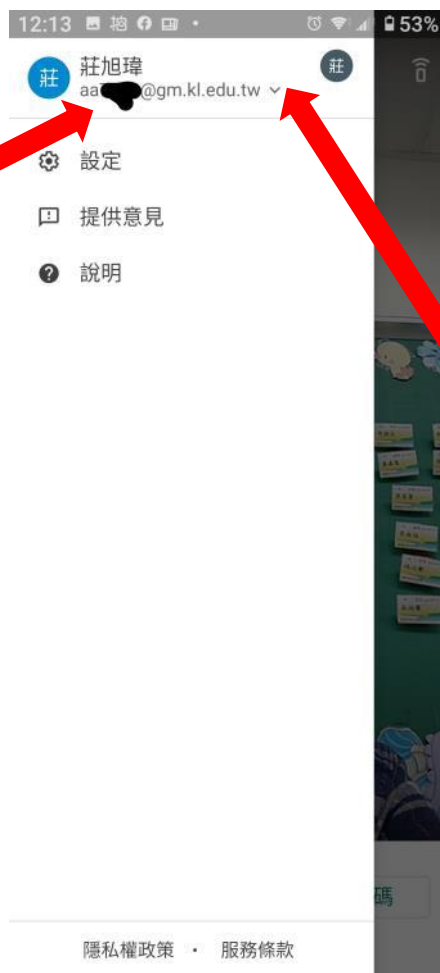 12:13
53%
莊
莊旭瑋
莊
aa
@gm.kl.edu.tw
設定
提供意見
說明
碼
隱私權政策 · 服務條款